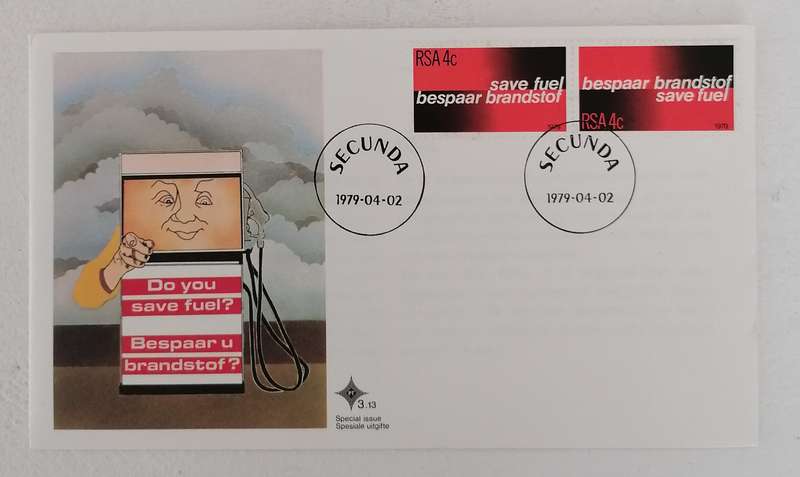 RSA 4c
save fuel
bespaar brandstof
1979
bespaar brandstof
save fuel
RSA 4c
1979
SECUNDA
1979-04-02
SECUNDA
1979-04-02
Do you
save fuel?
Bespaar u
brandstof?
3.13
Special issue
Spesiale uitgifte